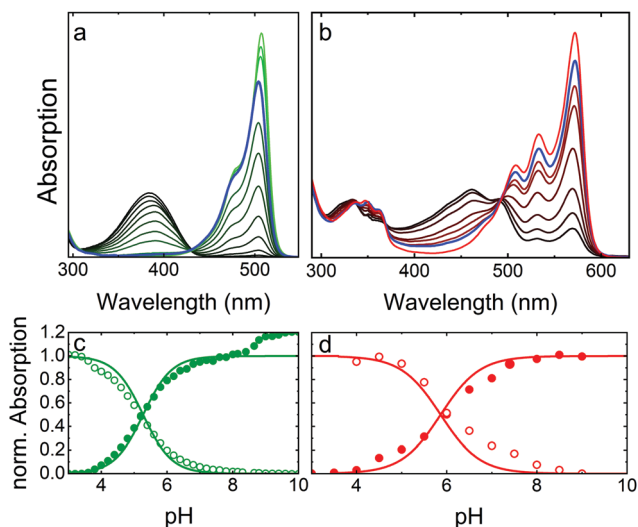 a
b
Absorption
300 400 500
300 400 500 600
Wavelength (nm)
Wavelength (nm)
c
d
norm. Absorption
1.2
1.0
0.8
0.6
0.4
0.2
0.0
4 6 8 10
4 6 8 10
pH
pH